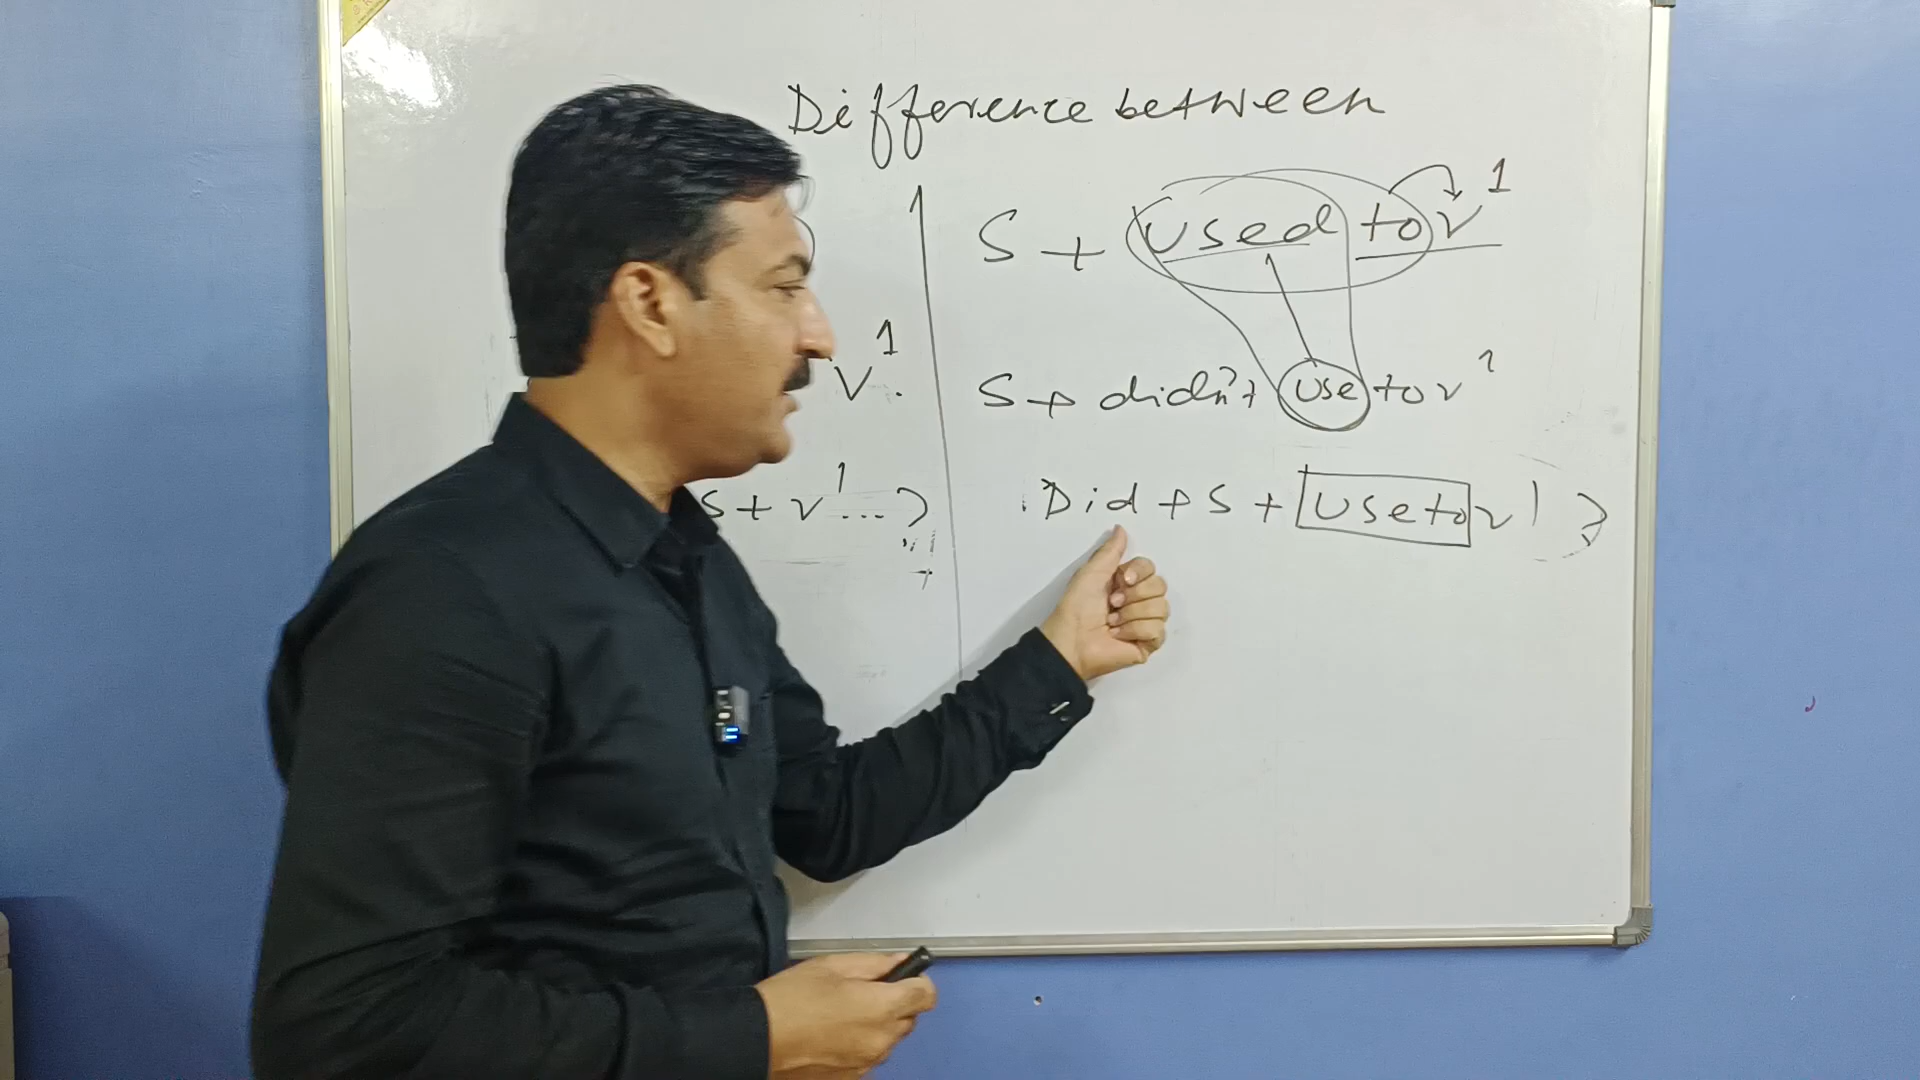 Difference between
S + used to v¹
V¹.
S + didn't use to v¹
S + v¹ ... ?
Did + S + use to v1 ?